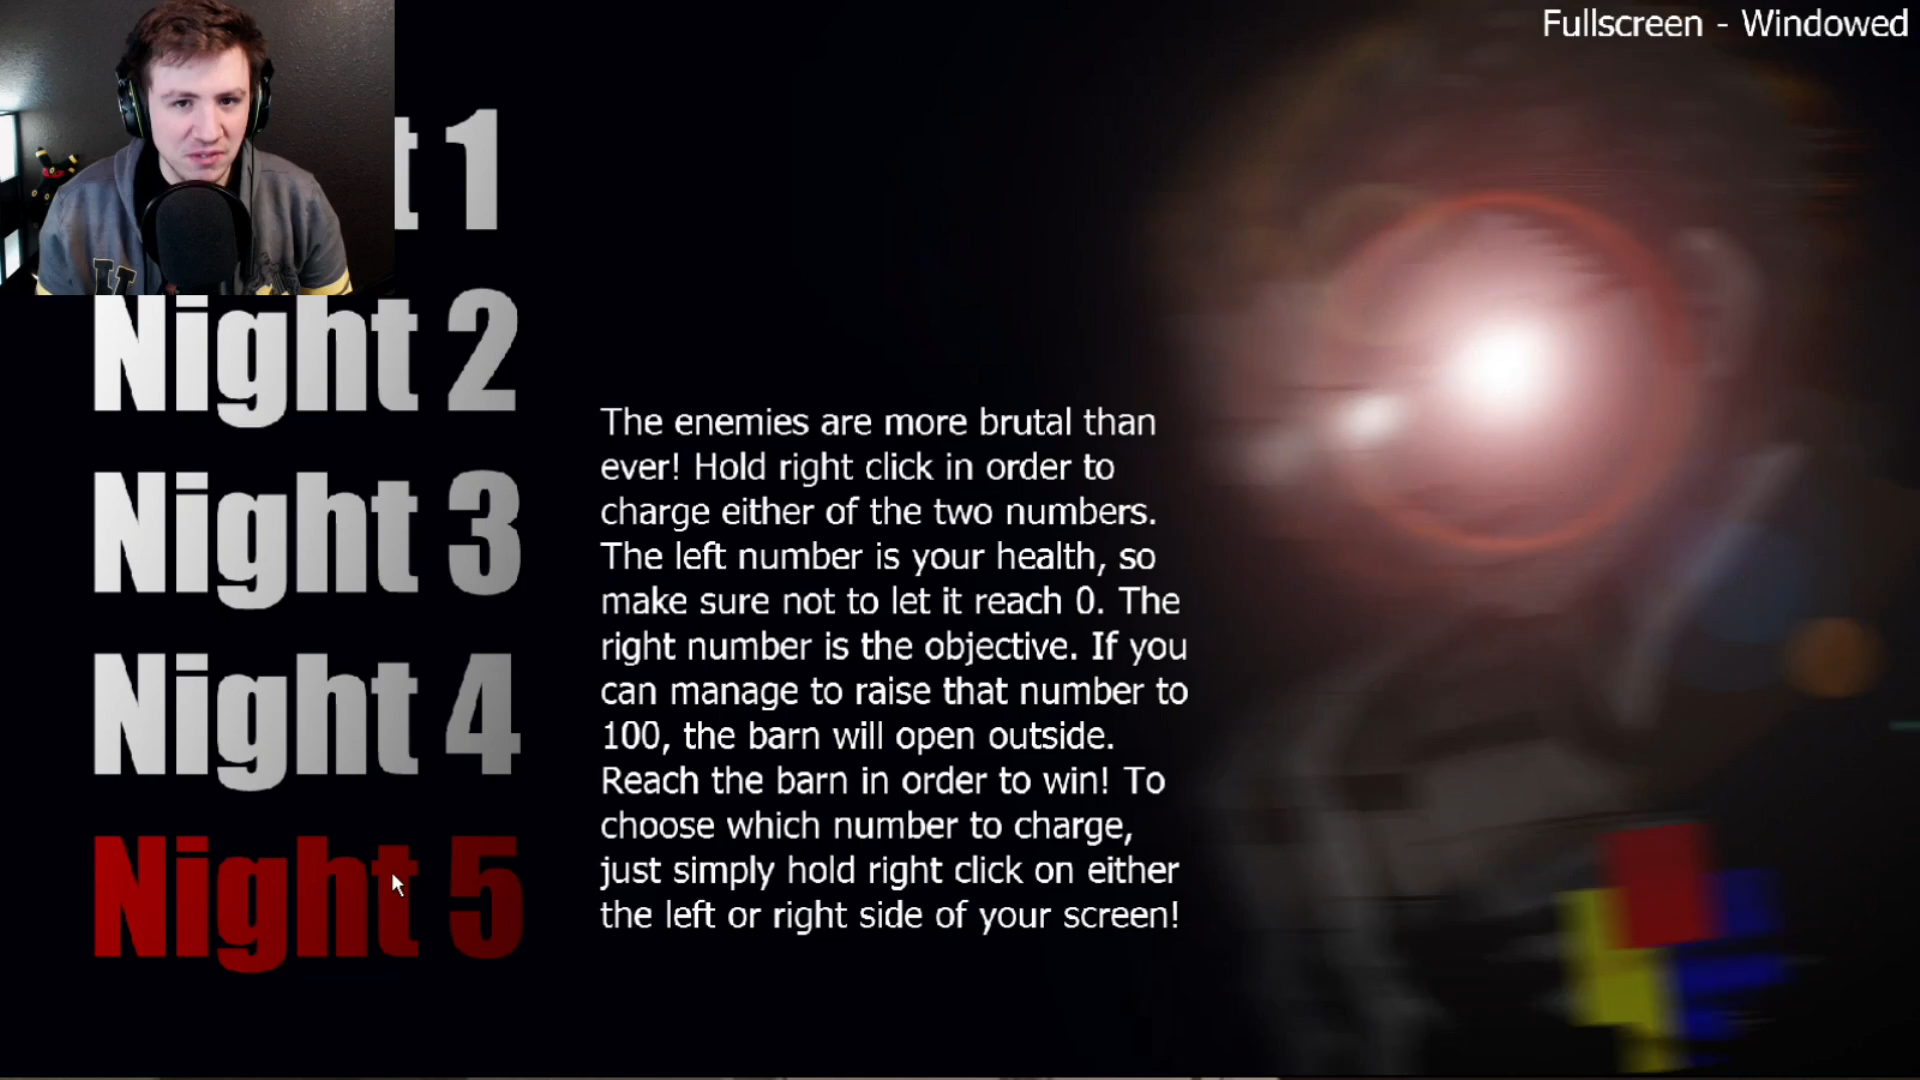 Fullscreen - Windowed
t 1
Night 2
Night 3
Night 4
Night 5
The enemies are more brutal than
ever! Hold right click in order to
charge either of the two numbers.
The left number is your health, so
make sure not to let it reach 0. The
right number is the objective. If you
can manage to raise that number to
100, the barn will open outside.
Reach the barn in order to win! To
choose which number to charge,
just simply hold right click on either
the left or right side of your screen!